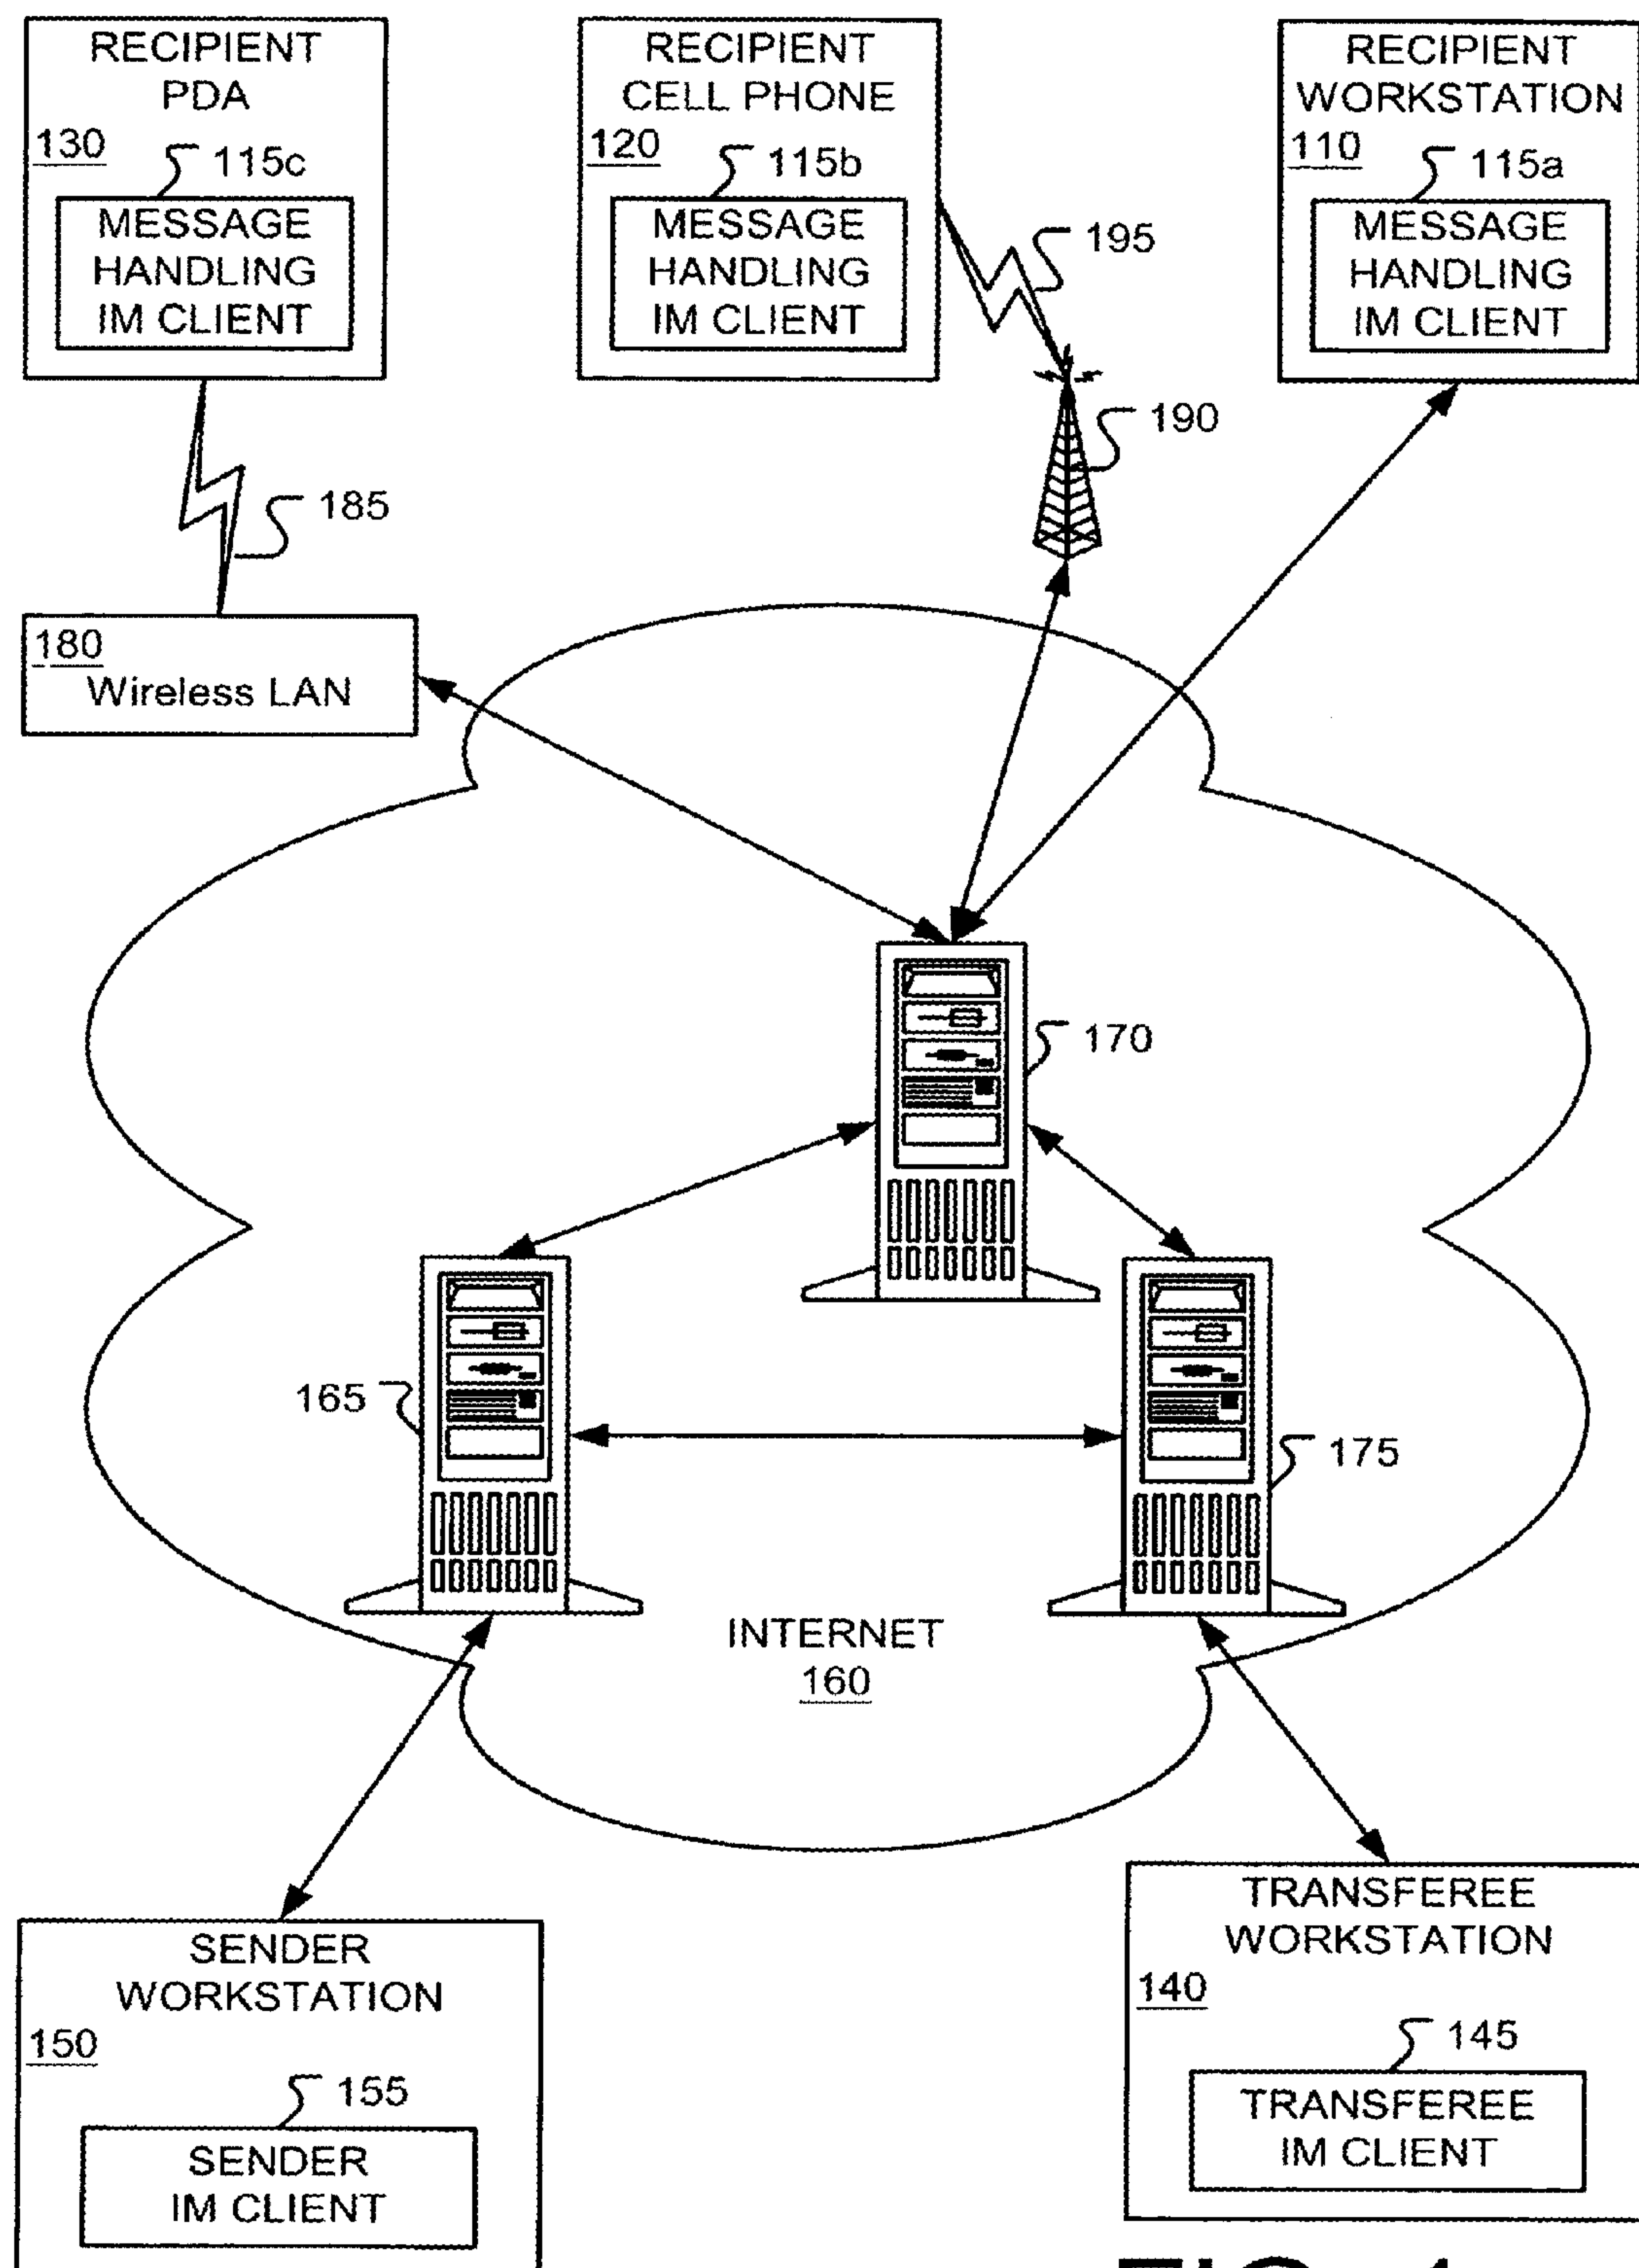 RECIPIENT
PDA
130
115c
MESSAGE
HANDLING
IM CLIENT
RECIPIENT
CELL PHONE
120
115b
MESSAGE
HANDLING
IM CLIENT
RECIPIENT
WORKSTATION
110
115a
MESSAGE
HANDLING
IM CLIENT
195
190
185
180
Wireless LAN
170
165
175
INTERNET
160
SENDER
WORKSTATION
150
155
SENDER
IM CLIENT
TRANSFEREE
WORKSTATION
140
145
TRANSFEREE
IM CLIENT